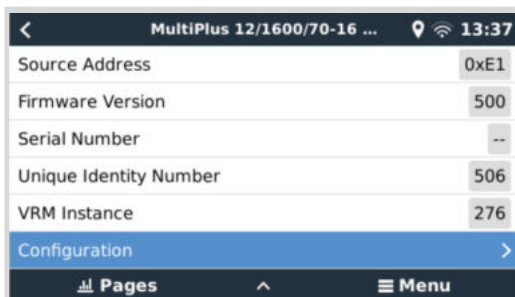 MultiPlus 12/1600/70-16 ... 13:37
Source Address 0xE1
Firmware Version 500
Serial Number --
Unique Identity Number 506
VRM Instance 276
Configuration
Pages Menu